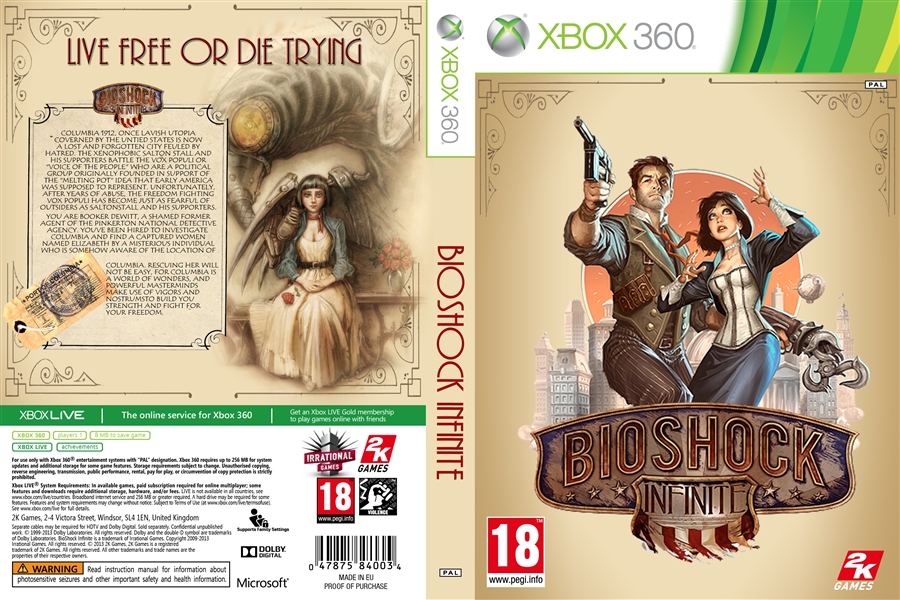 LIVE FREE OR DIE TRYING
BIOSHOCK
INFINITE
COLUMBIA 1912, ONCE LAVISH UTOPIA
COVERNED BY THE UNTIED STATES IS NOW
A LOST AND FORGOTTEN CITY FEULED BY
HATRED. THE XENOPHOBIC SALTON STALL AND
HIS SUPPORTERS BATTLE THE VOX POPULI OR
"VOICE OF THE PEOPLE" WHO ARE A POLITICAL
GROUP ORIGINALLY FOUNDED IN SUPPORT OF
THE "MELTING POT" IDEA THAT EARLY AMERICA
WAS SUPPOSED TO REPRESENT. UNFORTUNATELY,
AFTER YEARS OF ABUSE, THE FREEDOM FIGHTING
VOX POPULI HAS BECOME JUST AS FEARFUL OF
OUTSIDERS AS SALTONSTALL AND HIS SUPPORTERS.
YOU ARE BOOKER DEWITT, A SHAMED FORMER
AGENT OF THE PINKERTON NATIONAL DETECTIVE
AGENCY. YOU'VE BEEN HIRED TO INVESTIGATE
COLUMBIA AND FIND A CAPTURED WOMEN
NAMED ELIZABETH BY A MISTERIOUS INDIVIDUAL
WHO IS SOMEHOW AWARE OF THE LOCATION OF
COLUMBIA. RESCUING HER WILL
NOT BE EASY, FOR COLUMBIA IS
A WORLD OF WONDERS, AND
POWERFUL MASTERMINDS
MAKE USE OF VIGORS AND
NOSTRUMSTO BUILD YOU
STRENGTH AND FIGHT FOR
YOUR FREEDOM.
XBOX LIVE
The online service for Xbox 360
Get an Xbox LIVE Gold membership
to play games online with friends
XBOX 360 players 1 8 MB to save game
XBOX LIVE achievements
For use only with Xbox 360® entertainment systems with "PAL" designation. Xbox 360 requires up to 256 MB for system
updates and additional storage for some game features. Storage requirements subject to change. Unauthorised copying,
reverse engineering, transmission, public performance, rental, pay for play, or circumvention of copy protection is strictly
prohibited.
Xbox LIVE® System Requirements: In available games, paid subscription required for online multiplayer; some
features and downloads require additional storage, hardware, and/or fees. LIVE is not available in all countries, see
www.xbox.com/live/countries. Broadband internet service and 256 MB or greater required. A hard drive may be required for some
features. Features and system requirements may change without notice. Subject to Terms of Use (at www.xbox.com/live/termsofuse).
See www.xbox.com/live for full details.
2K Games, 2-4 Victora Street, Windsor, SL4 1EN, United Kingdom
Separate cables may be required for HDTV and Dolby Digital. Sold separately. Confidential unpublished
works. © 1999-2013 Dolby Laboratories. All rights reserved. Dolby and the double-D symbol are trademarks
of Dolby Laboratories. BioShock Infinite is a trademark of Irrational Games. Copyright 2009-2013
Irrational Games. All rights reserved. © 2013 2K Games. 2K Games is a registered
trademark of 2K Games. All rights reserved. All other trademarks and trade names are the
properties of their respective owners.
WARNING Read instruction manual for information about
photosensitive seizures and other important safety and health information.
Supports Family Settings
DOLBY
DIGITAL
Microsoft®
IRRATIONAL
GAMES
2K
GAMES
18
www.pegi.info
VIOLENCE
0 47875 84003 4
MADE IN EU
PROOF OF PURCHASE
XBOX 360
BIOSHOCK INFINITE
PAL
XBOX 360
PAL
BIOSHOCK
INFINITE
18
www.pegi.info
2K
GAMES